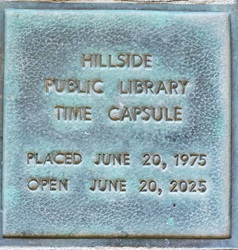 HILLSIDE
PUBLIC LIBRARY
TIME CAPSULE
PLACED JUNE 20, 1975
OPEN JUNE 20, 2025